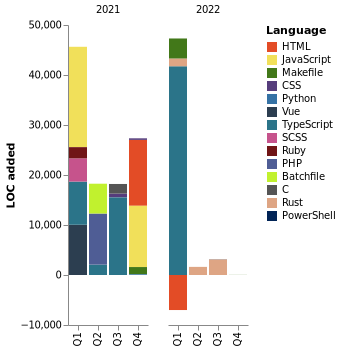 2021
2022
LOC added
50,000
40,000
30,000
20,000
10,000
0
−10,000
Q1
Q2
Q3
Q4
Q1
Q2
Q3
Q4
Language
HTML
JavaScript
Makefile
CSS
Python
Vue
TypeScript
SCSS
Ruby
PHP
Batchfile
C
Rust
PowerShell